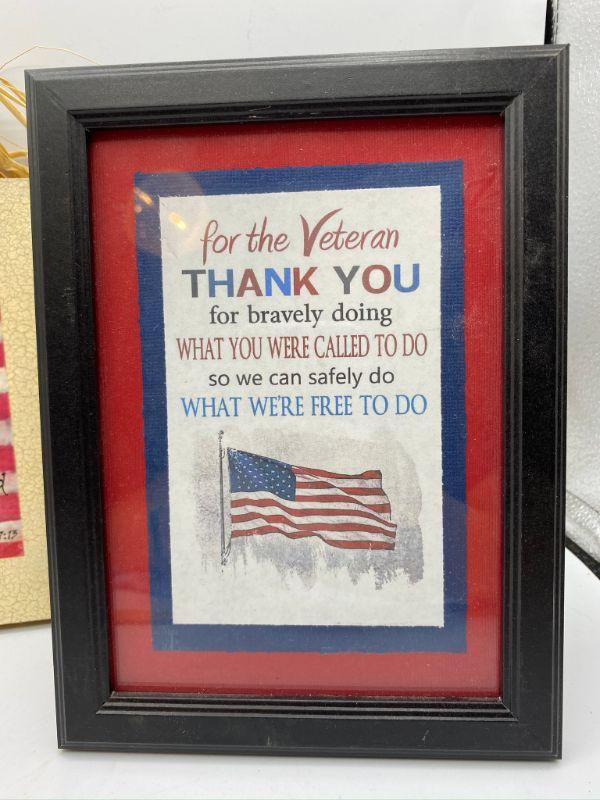 for the Veteran
THANK YOU
for bravely doing
WHAT YOU WERE CALLED TO DO
so we can safely do
WHAT WE'RE FREE TO DO